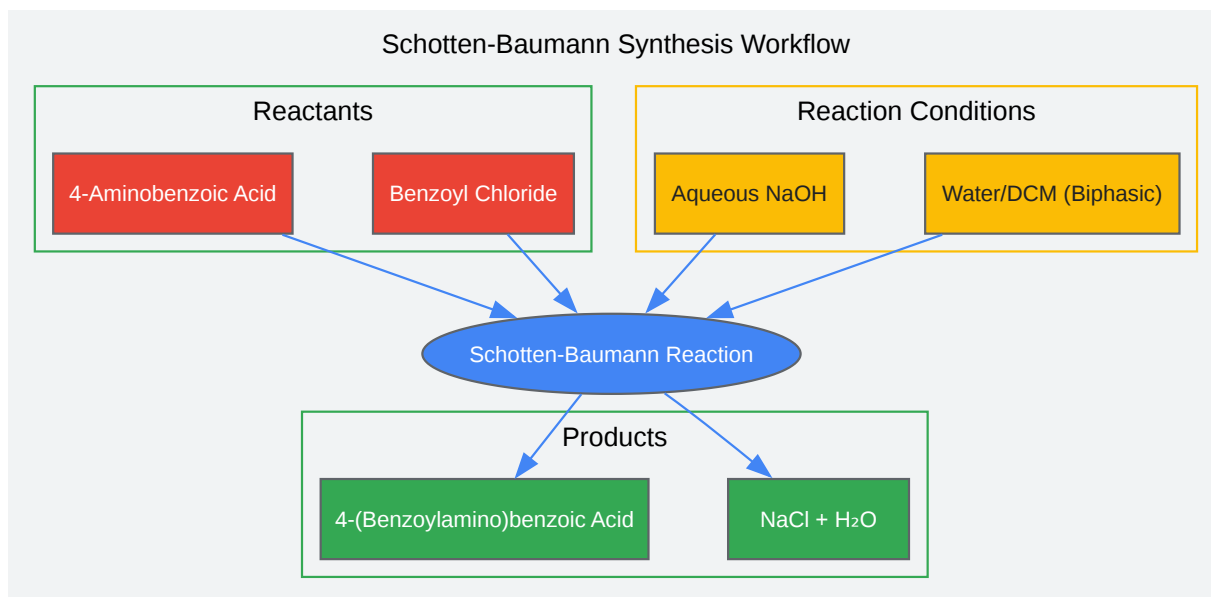 Schotten-Baumann Synthesis Workflow
Reactants
Reaction Conditions
4-Aminobenzoic Acid
Benzoyl Chloride
Aqueous NaOH
Water/DCM (Biphasic)
Schotten-Baumann Reaction
Products
4-(Benzoylamino)benzoic Acid
NaCl + H₂O